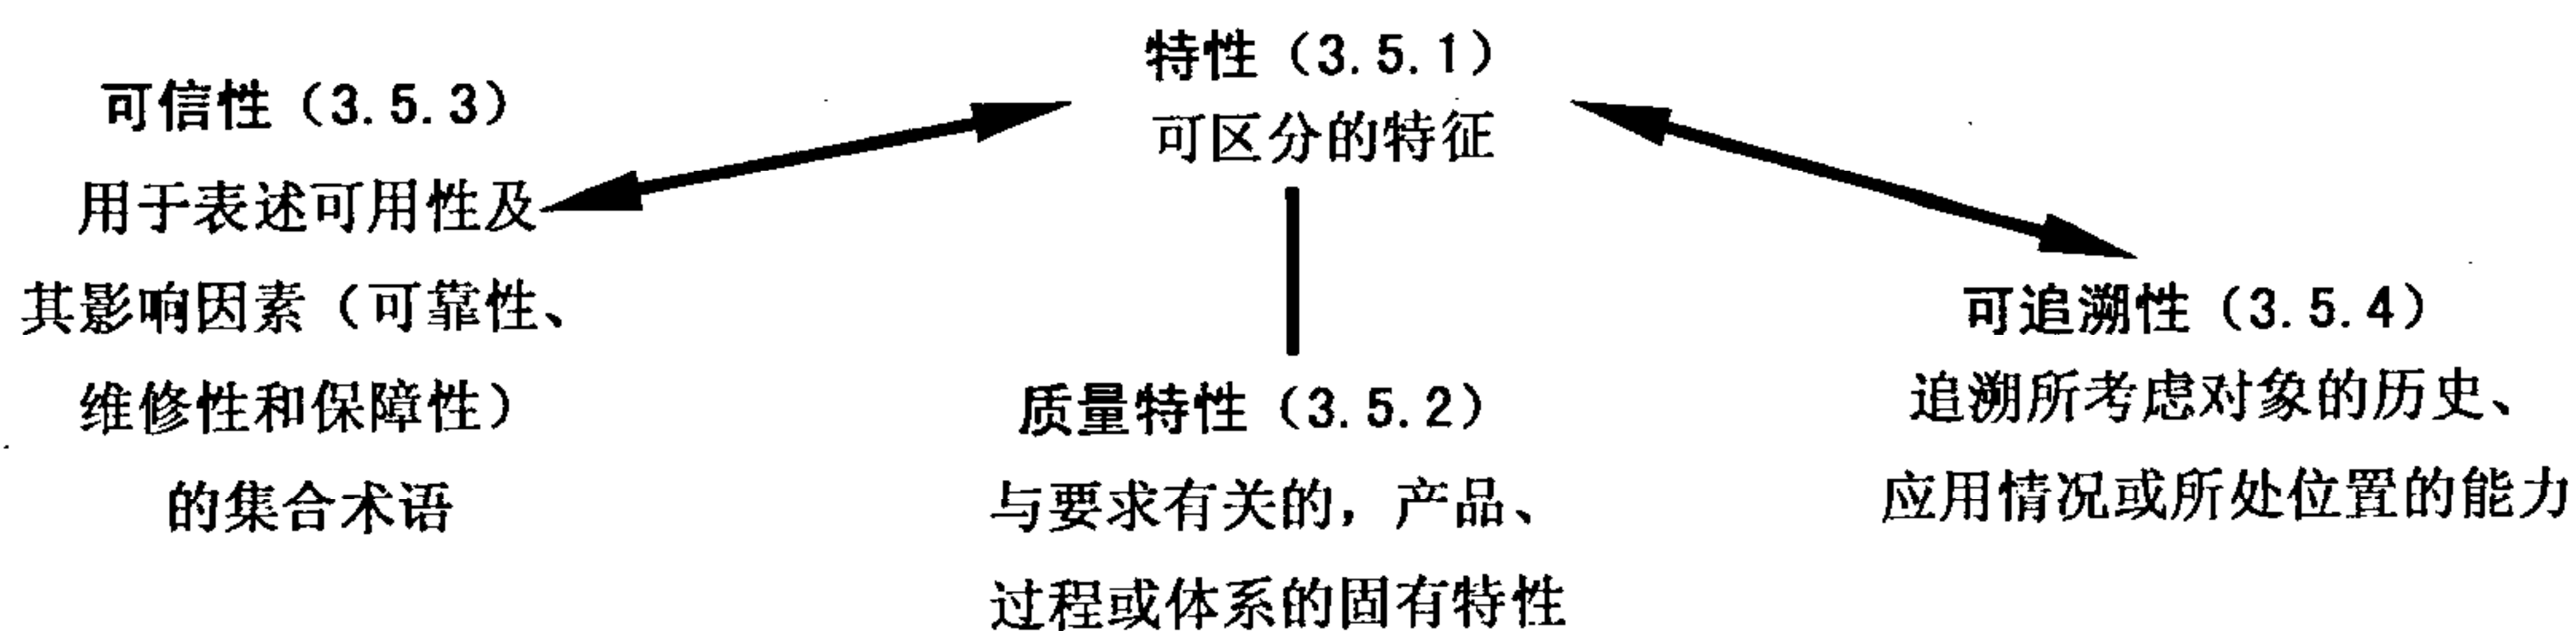 特性（3.5.1）
可区分的特征
可信性（3.5.3）
用于表述可用性及
其影响因素（可靠性、
维修性和保障性）
的集合术语
质量特性（3.5.2）
与要求有关的，产品、
过程或体系的固有特性
可追溯性（3.5.4）
追溯所考虑对象的历史、
应用情况或所处位置的能力